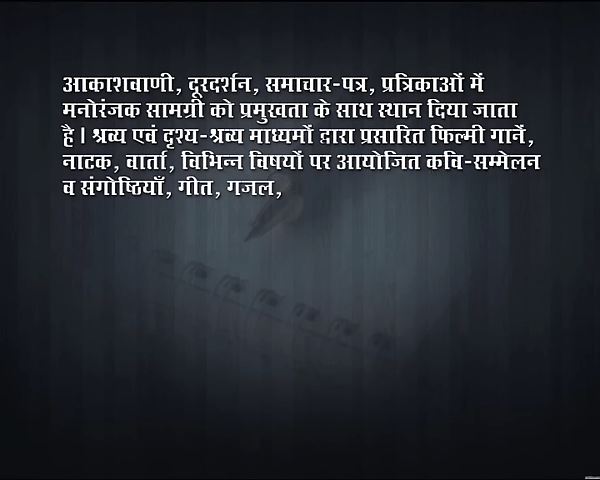 आकाशवाणी, दूरदर्शन, समाचार-पत्र, प्रत्रिकाओं में
मनोरंजक सामग्री को प्रमुखता के साथ स्थान दिया जाता
है। श्रव्य एवं दृश्य-श्रव्य माध्यमों द्वारा प्रसारित फिल्मी गानें,
नाटक, वार्ता, विभिन्न विषयों पर आयोजित कवि-सम्मेलन
व संगोष्ठियाँ, गीत, गजल,